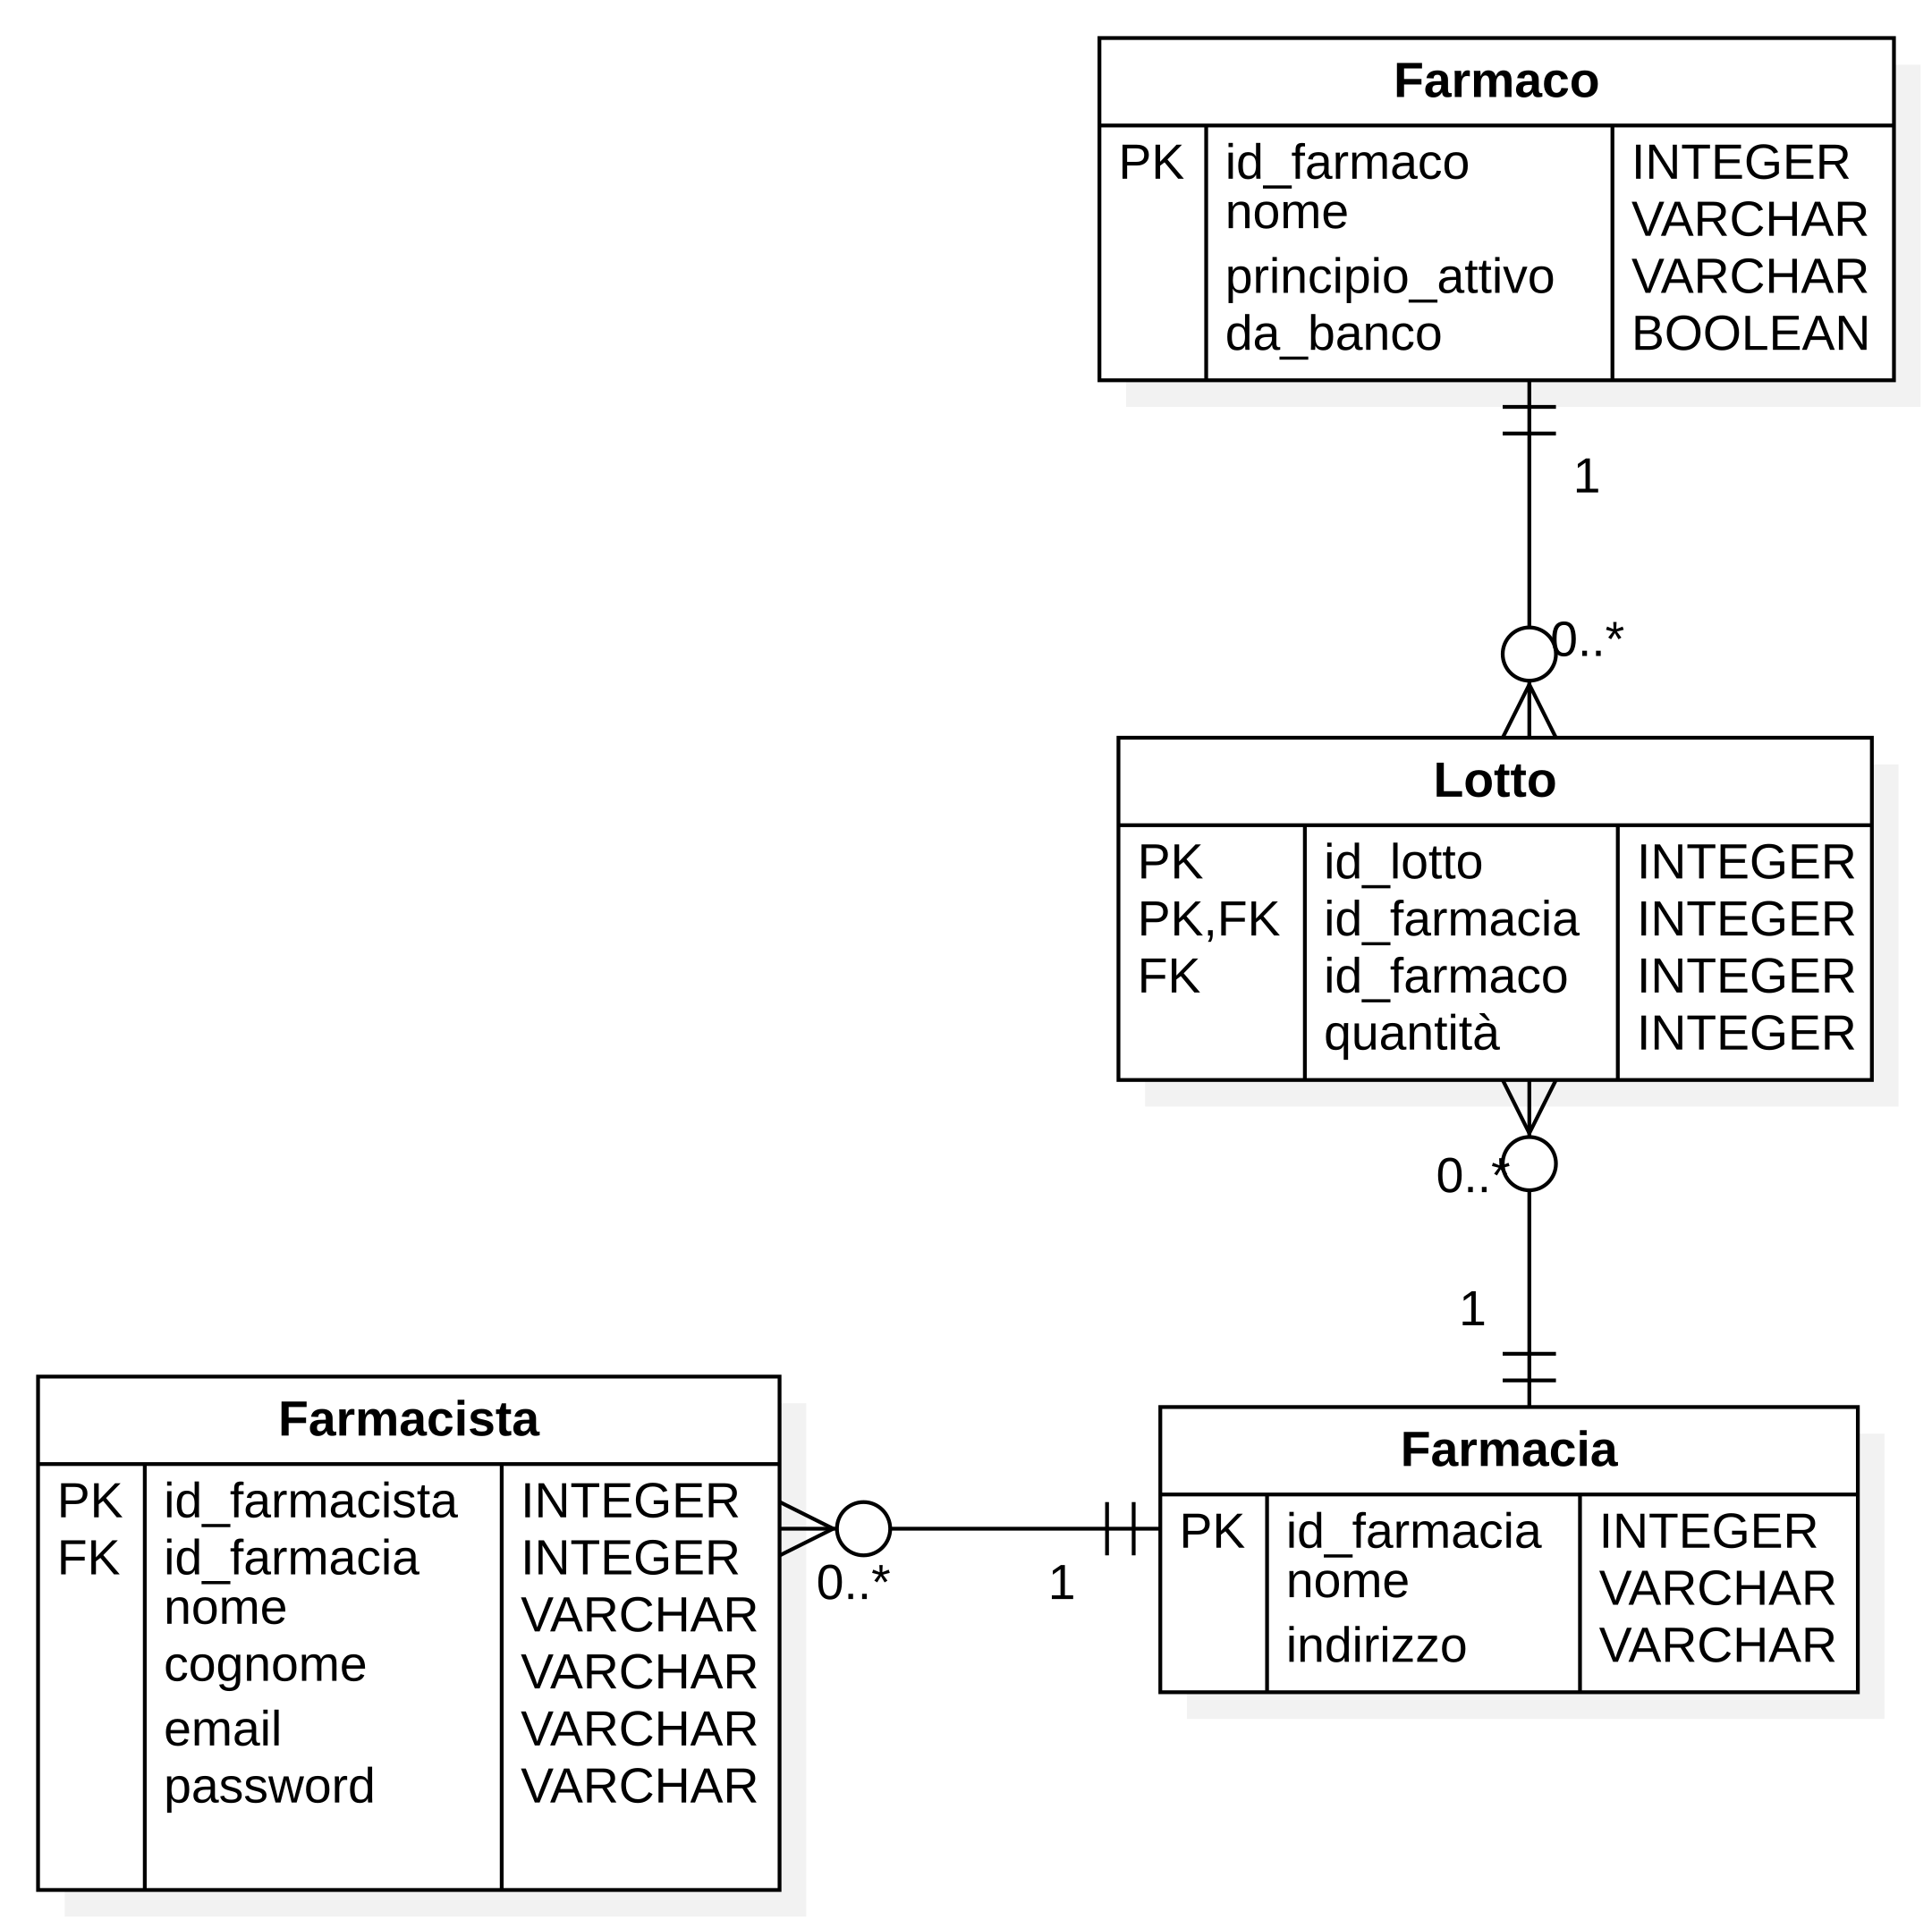 Farmaco
PK id_farmaco INTEGER
nome VARCHAR
principio_attivo VARCHAR
da_banco BOOLEAN
1
0..*
Lotto
PK id_lotto INTEGER
PK,FK id_farmacia INTEGER
FK id_farmaco INTEGER
quantità INTEGER
0..*
1
Farmacista
PK id_farmacista INTEGER
FK id_farmacia INTEGER
nome VARCHAR
cognome VARCHAR
email VARCHAR
password VARCHAR
0..* 1
Farmacia
PK id_farmacia INTEGER
nome VARCHAR
indirizzo VARCHAR